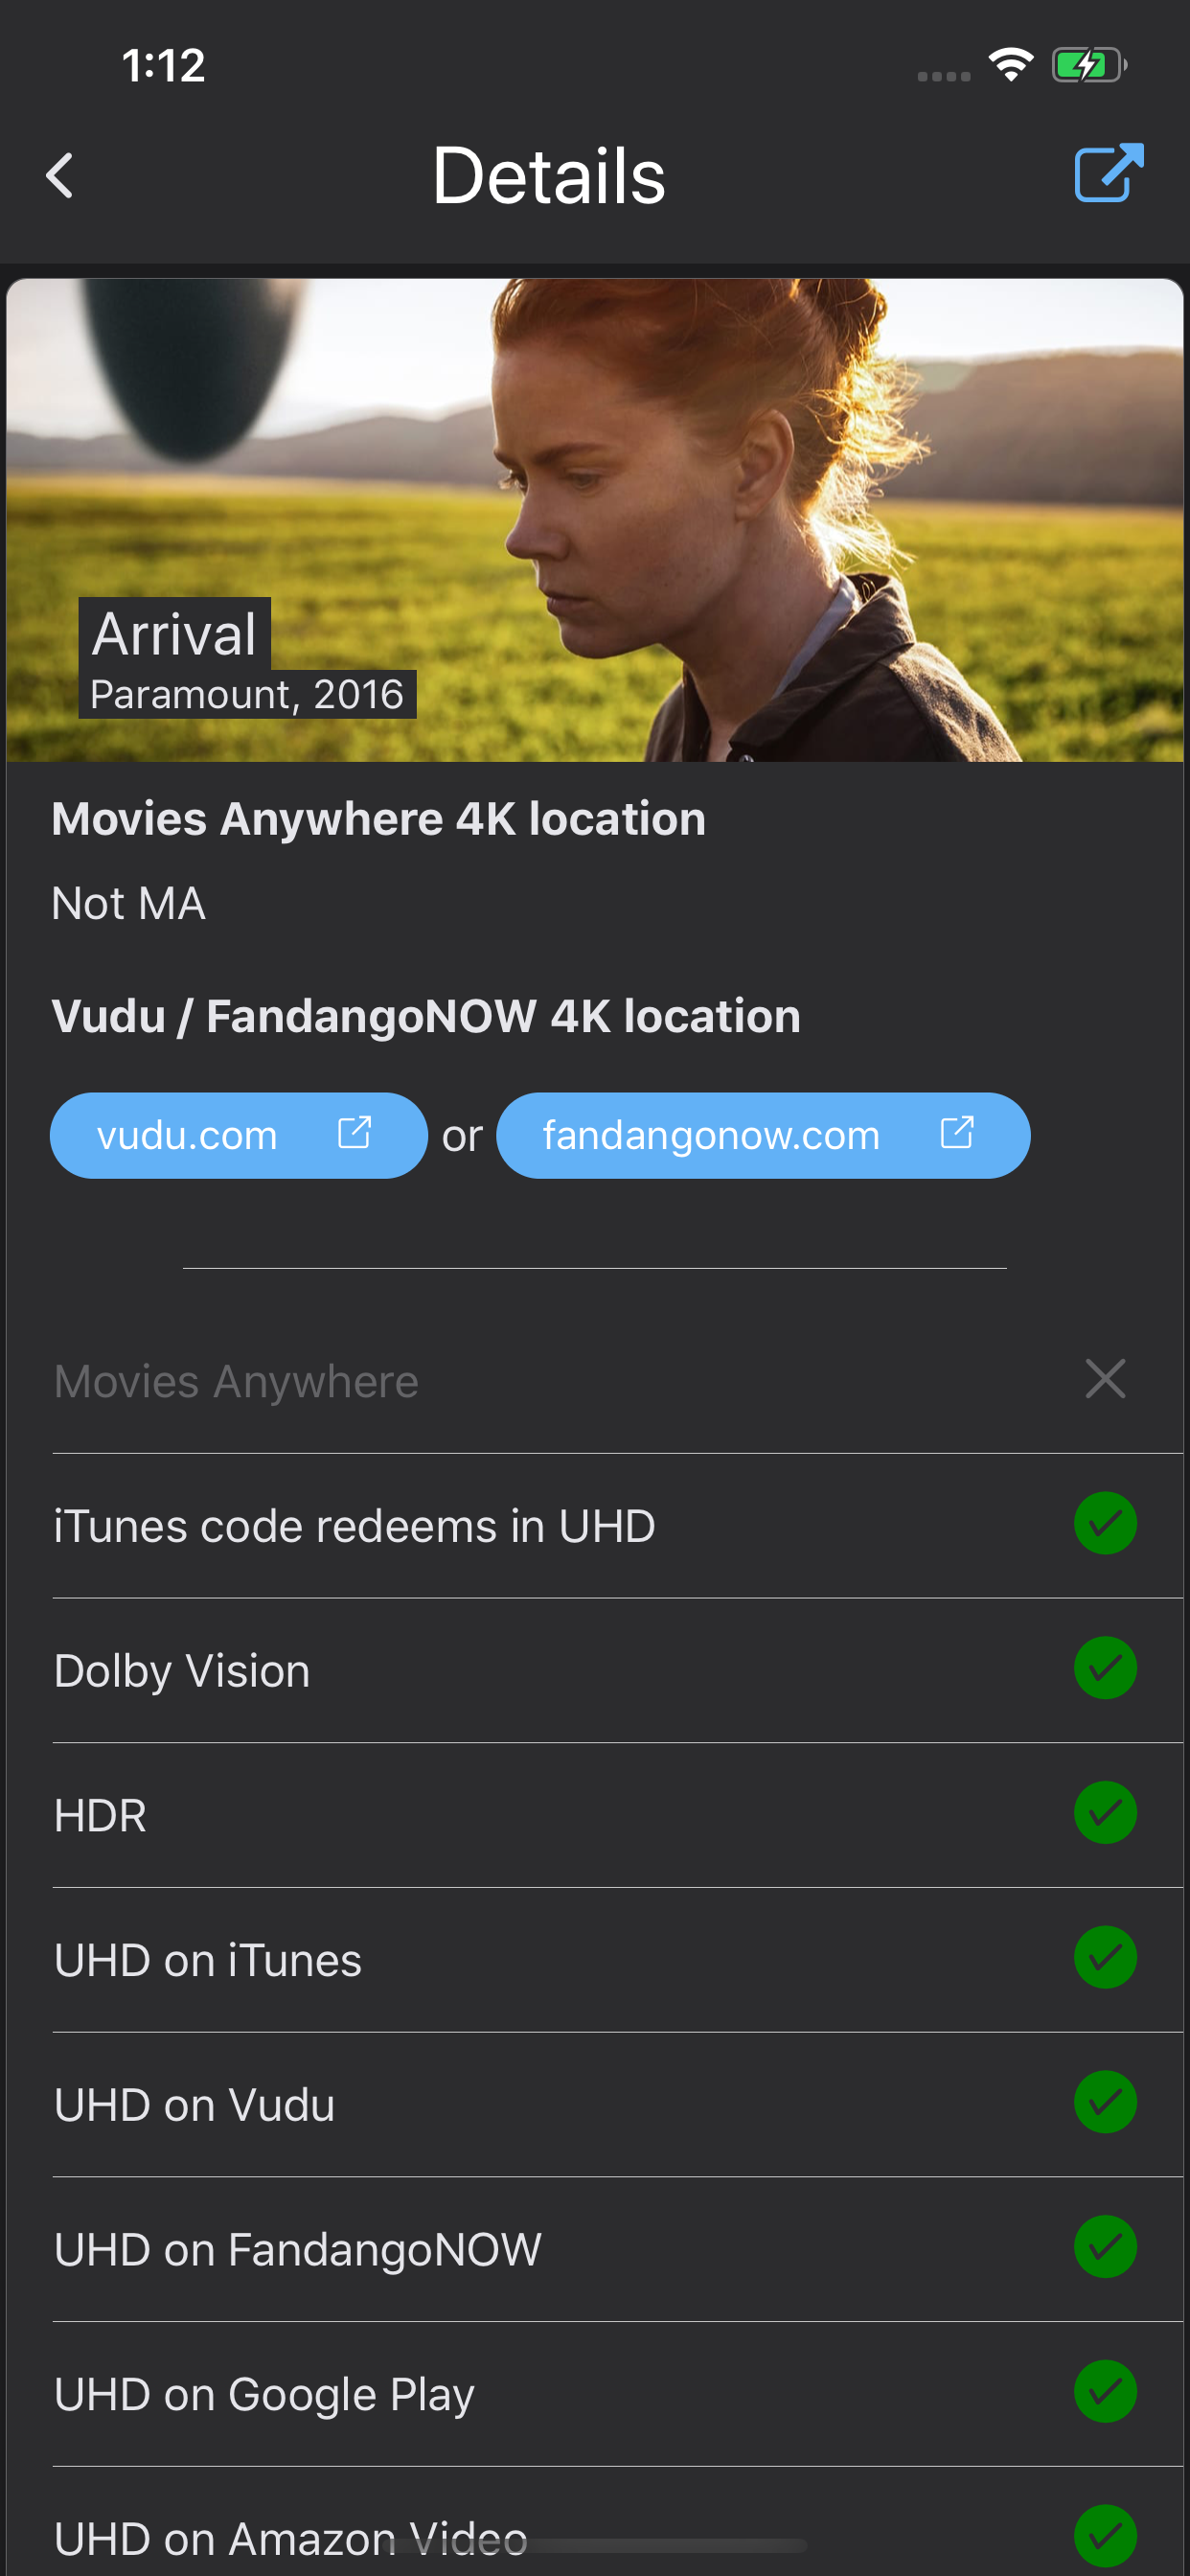 1:12
Details
Arrival
Paramount, 2016
Movies Anywhere 4K location
Not MA
Vudu / FandangoNOW 4K location
vudu.com or fandangonow.com
Movies Anywhere
iTunes code redeems in UHD
Dolby Vision
HDR
UHD on iTunes
UHD on Vudu
UHD on FandangoNOW
UHD on Google Play
UHD on Amazon Video